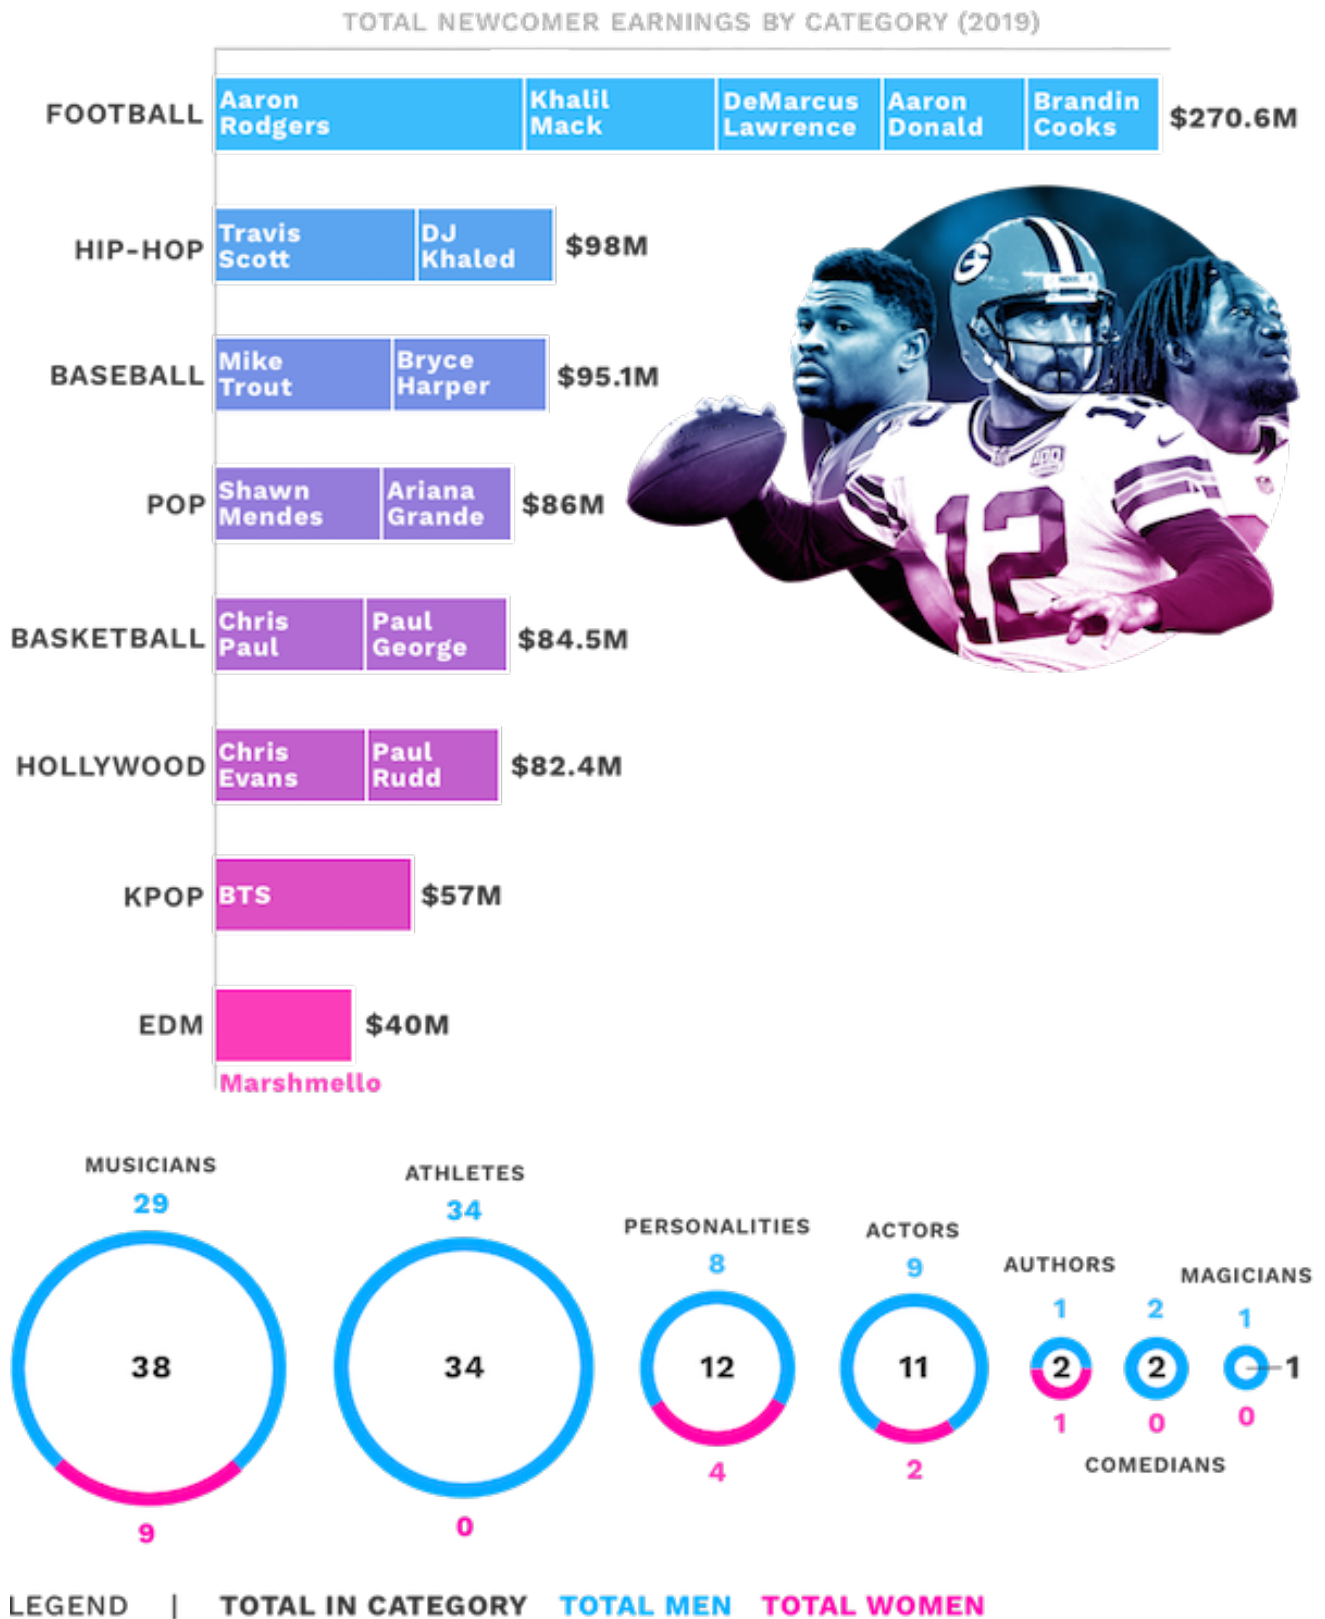 TOTAL NEWCOMER EARNINGS BY CATEGORY (2019)
FOOTBALL
Aaron
Rodgers
Khalil
Mack
DeMarcus
Lawrence
Aaron
Donald
Brandin
Cooks
$270.6M
HIP-HOP
Travis
Scott
DJ
Khaled
$98M
BASEBALL
Mike
Trout
Bryce
Harper
$95.1M
POP
Shawn
Mendes
Ariana
Grande
$86M
BASKETBALL
Chris
Paul
Paul
George
$84.5M
HOLLYWOOD
Chris
Evans
Paul
Rudd
$82.4M
KPOP
BTS
$57M
EDM
$40M
Marshmello
G
12
MUSICIANS
29
38
9
ATHLETES
34
34
0
PERSONALITIES
8
12
4
ACTORS
9
11
2
AUTHORS
1
2
1
2
2
0
COMEDIANS
MAGICIANS
1
1
0
LEGEND | TOTAL IN CATEGORY TOTAL MEN TOTAL WOMEN